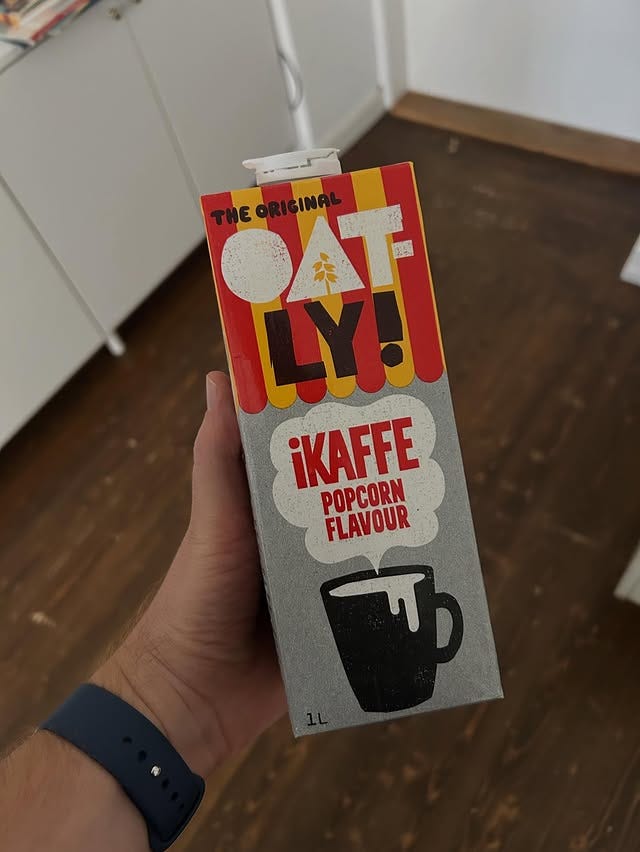 THE ORIGINAL
OAT-
LY!
iKAFFE
POPCORN
FLAVOUR
1L